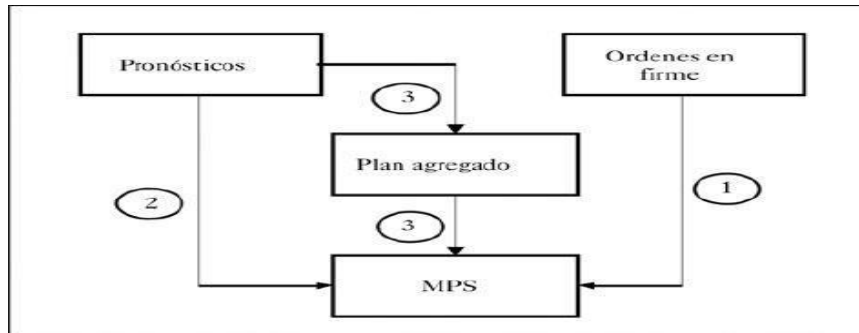 Pronósticos
Ordenes en
firme
3
Plan agregado
1
2
3
MPS